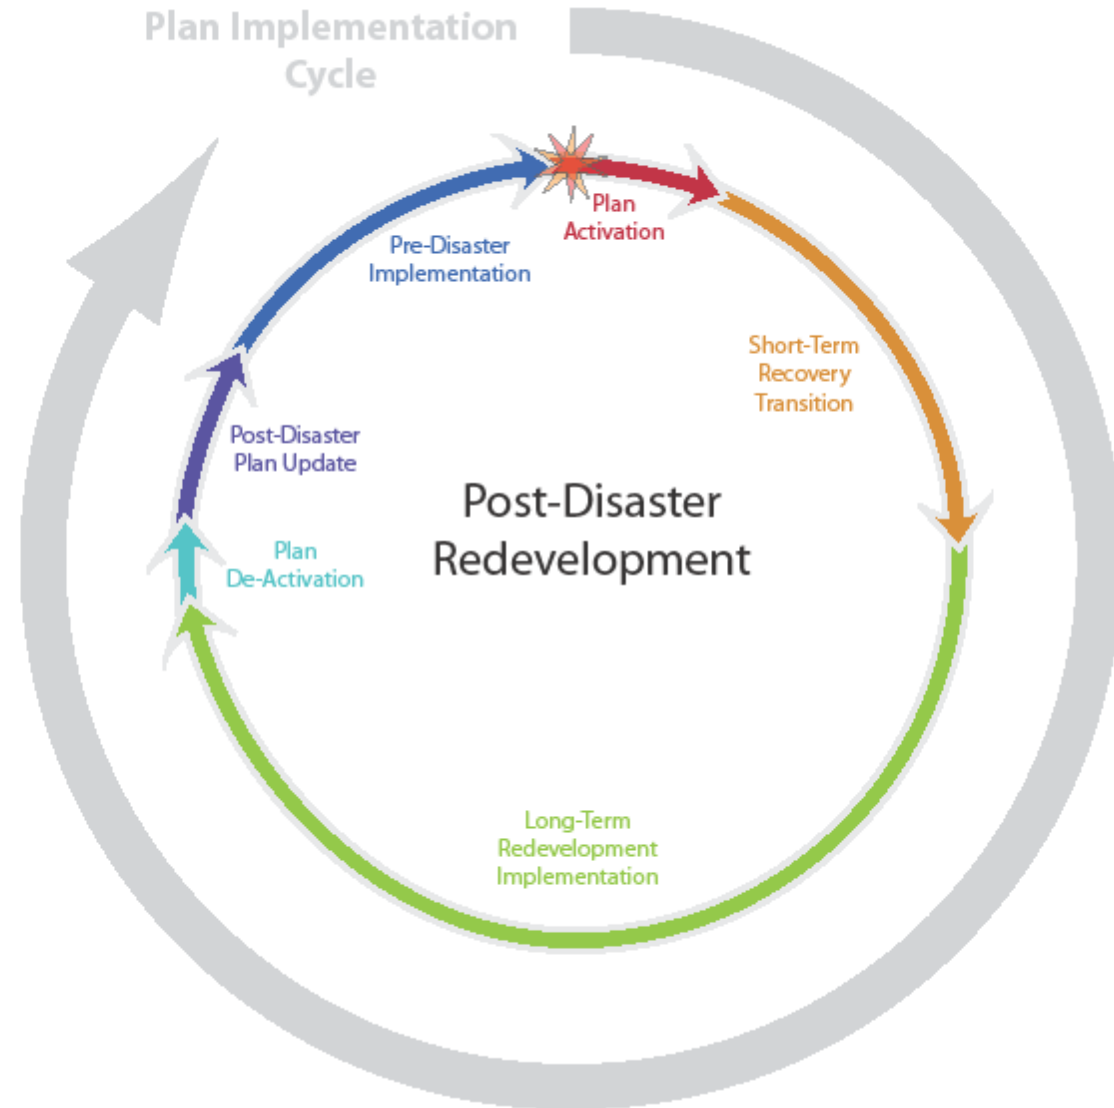 Plan Implementation
Cycle
Plan
Activation
Pre-Disaster
Implementation
Short-Term
Recovery
Transition
Post-Disaster
Plan Update
Post-Disaster
Redevelopment
Plan
De-Activation
Long-Term
Redevelopment
Implementation